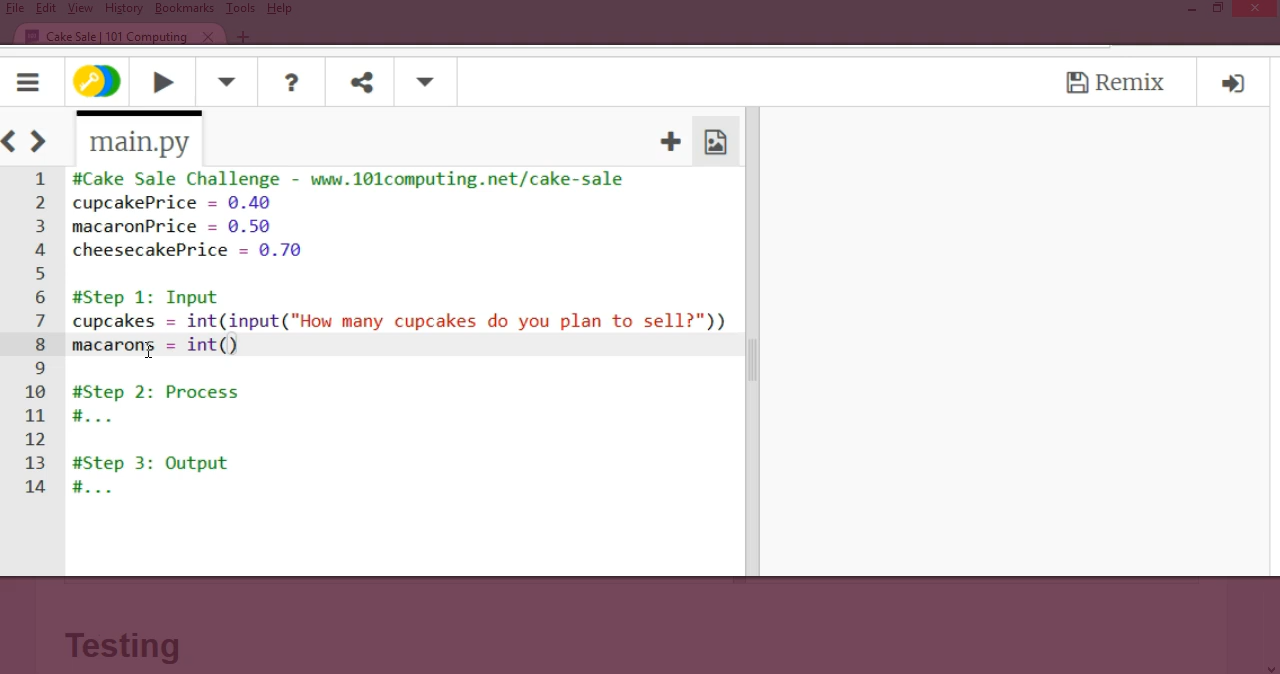 File Edit View History Bookmarks Tools Help
Cake Sale | 101 Computing
? Remix
main.py
1 #Cake Sale Challenge - www.101computing.net/cake-sale
2 cupcakePrice = 0.40
3 macaronPrice = 0.50
4 cheesecakePrice = 0.70
5
6 #Step 1: Input
7 cupcakes = int(input("How many cupcakes do you plan to sell?"))
8 macarons = int()
9
10 #Step 2: Process
11 #...
12
13 #Step 3: Output
14 #...
Testing